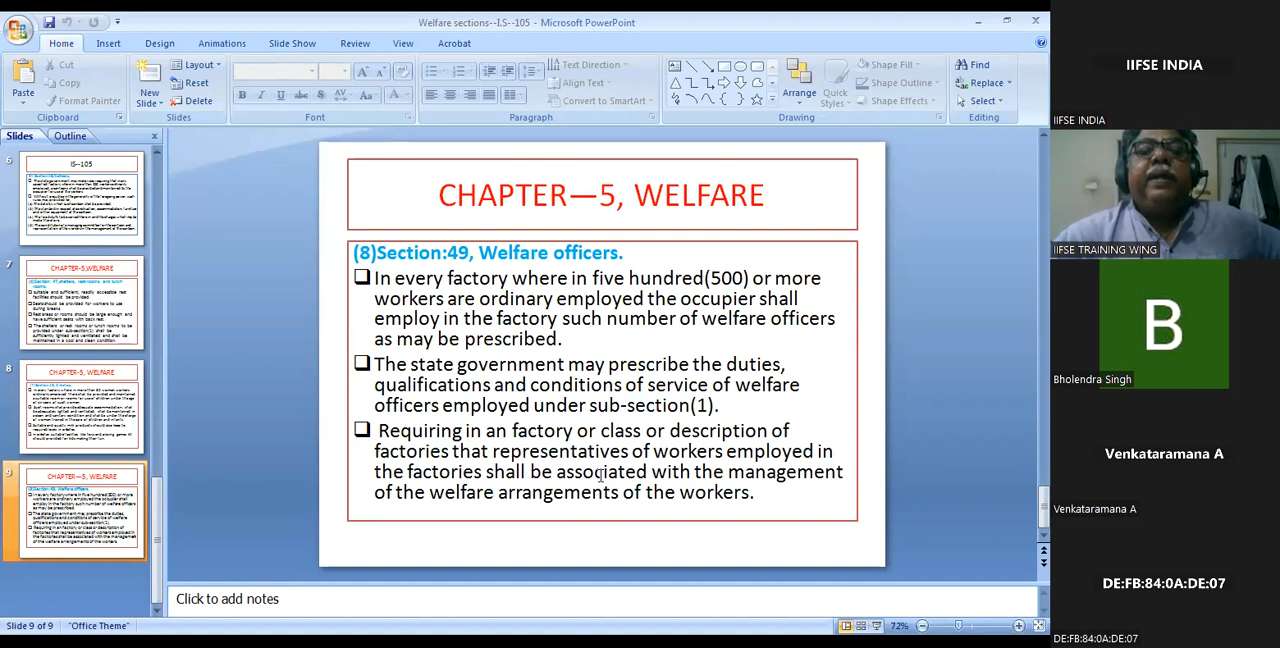 Welfare sections--I.S--105 - Microsoft PowerPoint
Home Insert Design Animations Slide Show Review View Acrobat
Paste
Cut
Copy
Format Painter
Clipboard
New
Slide
Layout
Reset
Delete
Slides
Font
Text Direction
Align Text
Convert to SmartArt
Paragraph
Arrange
Quick
Styles
Shape Fill
Shape Outline
Shape Effects
Drawing
Find
Replace
Select
Editing
Slides Outline
6
IS--105
7
CHAPTER-5,WELFARE
8
CHAPTER-5, WELFARE
9
CHAPTER—5, WELFARE
CHAPTER—5, WELFARE
(8)Section:49, Welfare officers.
In every factory where in five hundred(500) or more
workers are ordinary employed the occupier shall
employ in the factory such number of welfare officers
as may be prescribed.
The state government may prescribe the duties,
qualifications and conditions of service of welfare
officers employed under sub-section(1).
Requiring in an factory or class or description of
factories that representatives of workers employed in
the factories shall be associated with the management
of the welfare arrangements of the workers.
Click to add notes
Slide 9 of 9 "Office Theme" 72%
IIFSE INDIA
IIFSE INDIA
IIFSE TRAINING WING
B
Bholendra Singh
Venkataramana A
Venkataramana A
DE:FB:84:0A:DE:07
DE:FB:84:0A:DE:07